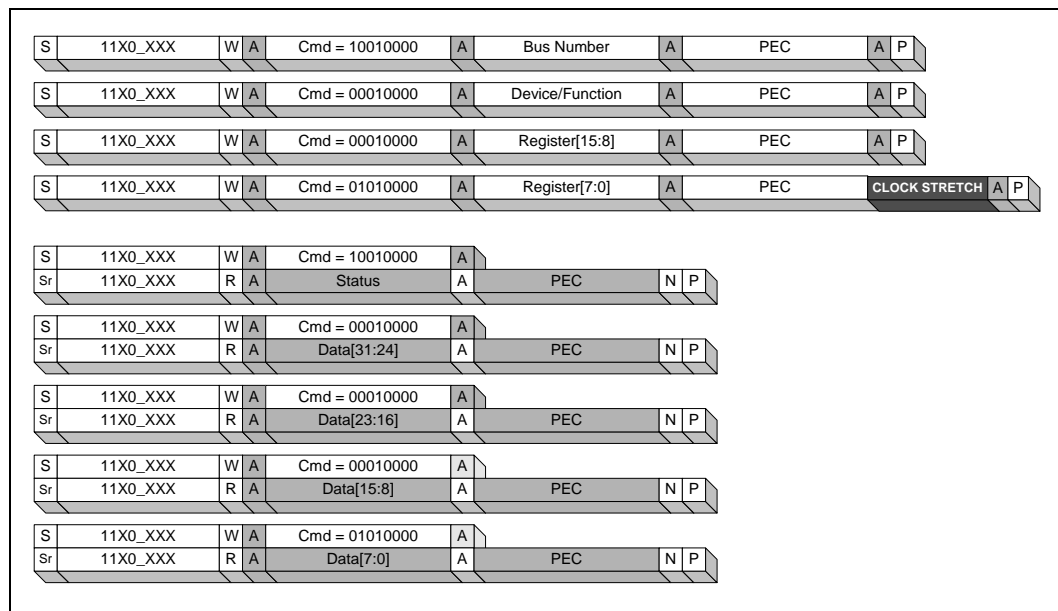 S 11X0_XXX W A Cmd = 10010000 A Bus Number A PEC A P
S 11X0_XXX W A Cmd = 00010000 A Device/Function A PEC A P
S 11X0_XXX W A Cmd = 00010000 A Register[15:8] A PEC A P
S 11X0_XXX W A Cmd = 01010000 A Register[7:0] A PEC CLOCK STRETCH A P
S 11X0_XXX W A Cmd = 10010000 A
Sr 11X0_XXX R A Status A PEC N P
S 11X0_XXX W A Cmd = 00010000 A
Sr 11X0_XXX R A Data[31:24] A PEC N P
S 11X0_XXX W A Cmd = 00010000 A
Sr 11X0_XXX R A Data[23:16] A PEC N P
S 11X0_XXX W A Cmd = 00010000 A
Sr 11X0_XXX R A Data[15:8] A PEC N P
S 11X0_XXX W A Cmd = 01010000 A
Sr 11X0_XXX R A Data[7:0] A PEC N P